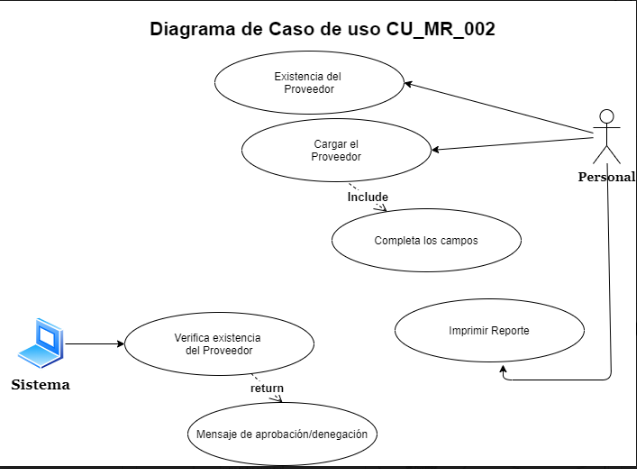 Diagrama de Caso de uso CU_MR_002
Existencia del
Proveedor
Cargar el
Proveedor
Personal
Include
Completa los campos
Verifica existencia
del Proveedor
Imprimir Reporte
Sistema
return
Mensaje de aprobación/denegación